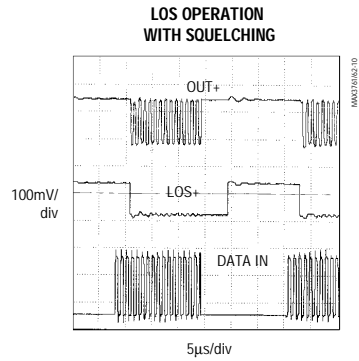 LOS OPERATION
WITH SQUELCHING
MAX3761/62-10
OUT+
100mV/
div
LOS+
DATA IN
5µs/div